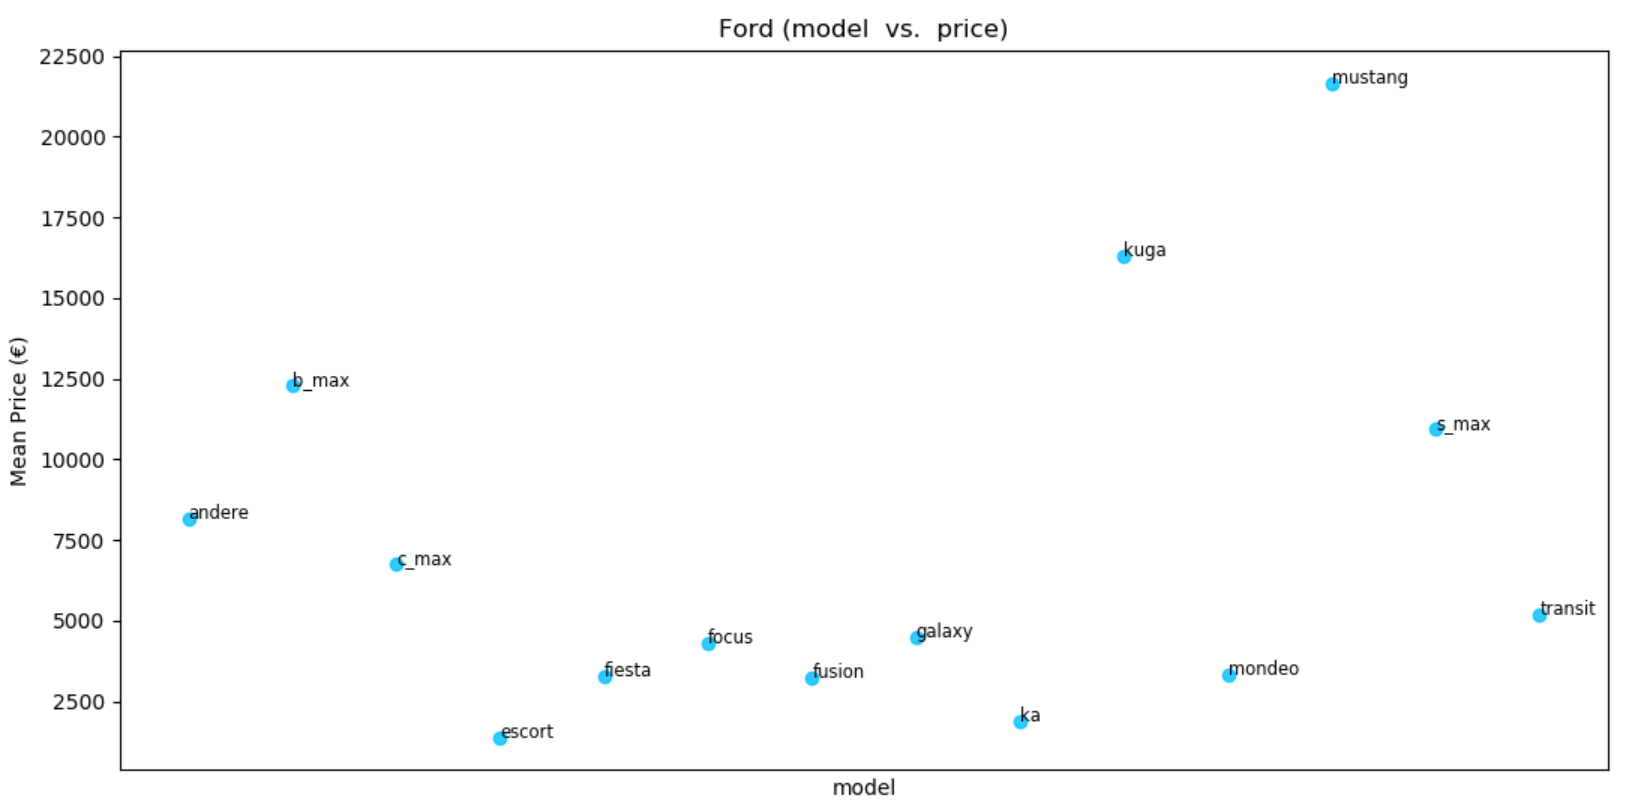 Ford (model  vs.  price)
22500
mustang
20000
17500
kuga
15000
Mean Price (€)
12500
b_max
s_max
10000
andere
7500
c_max
5000
transit
focus
galaxy
fiesta
fusion
mondeo
2500
ka
escort
model